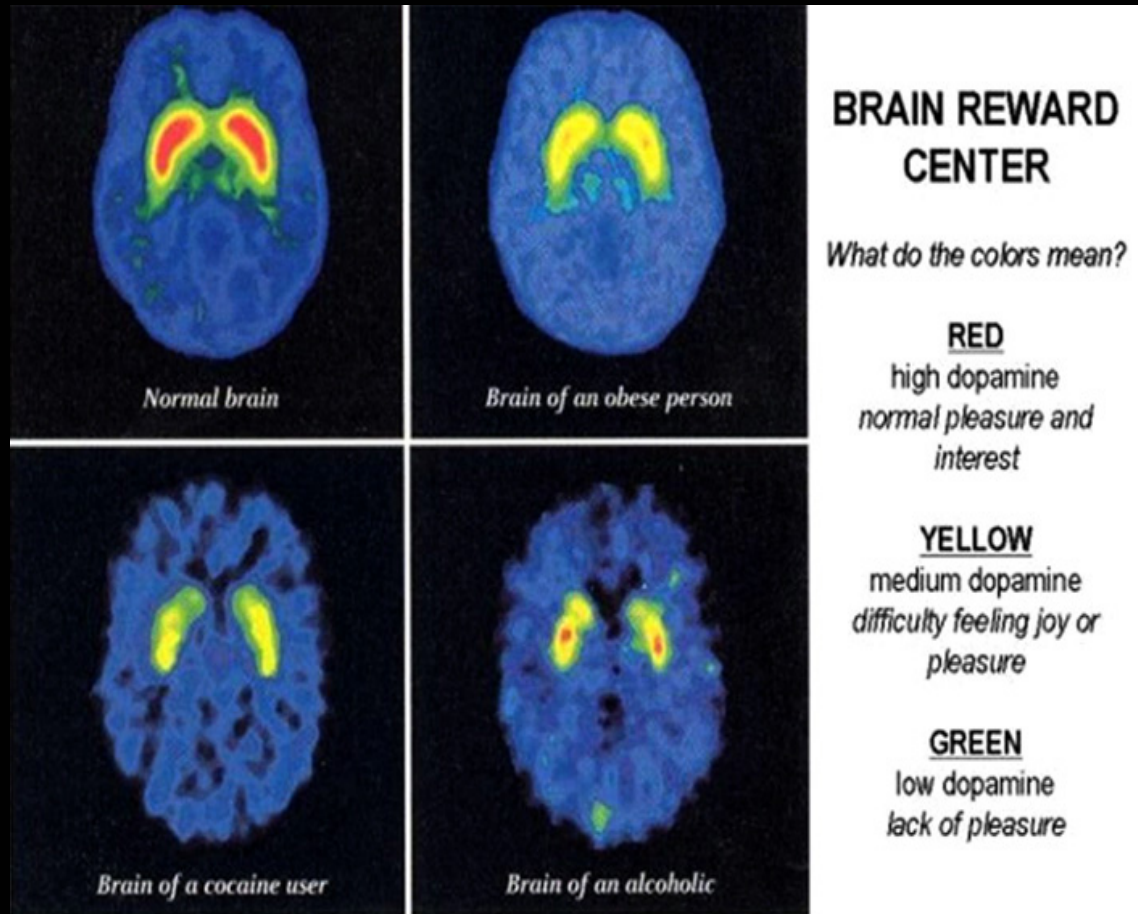 Normal brain
Brain of an obese person
Brain of a cocaine user
Brain of an alcoholic
BRAIN REWARD
CENTER
What do the colors mean?
RED
high dopamine
normal pleasure and
interest
YELLOW
medium dopamine
difficulty feeling joy or
pleasure
GREEN
low dopamine
lack of pleasure